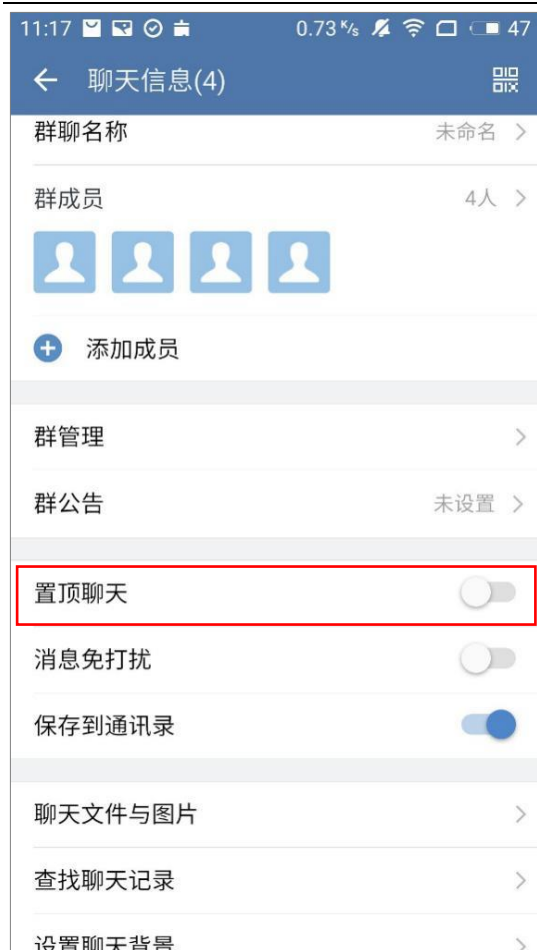 11:17 0.73 K/s 47
聊天信息(4)
群聊名称 未命名
群成员 4人
添加成员
群管理
群公告 未设置
置顶聊天
消息免打扰
保存到通讯录
聊天文件与图片
查找聊天记录
设置聊天背景